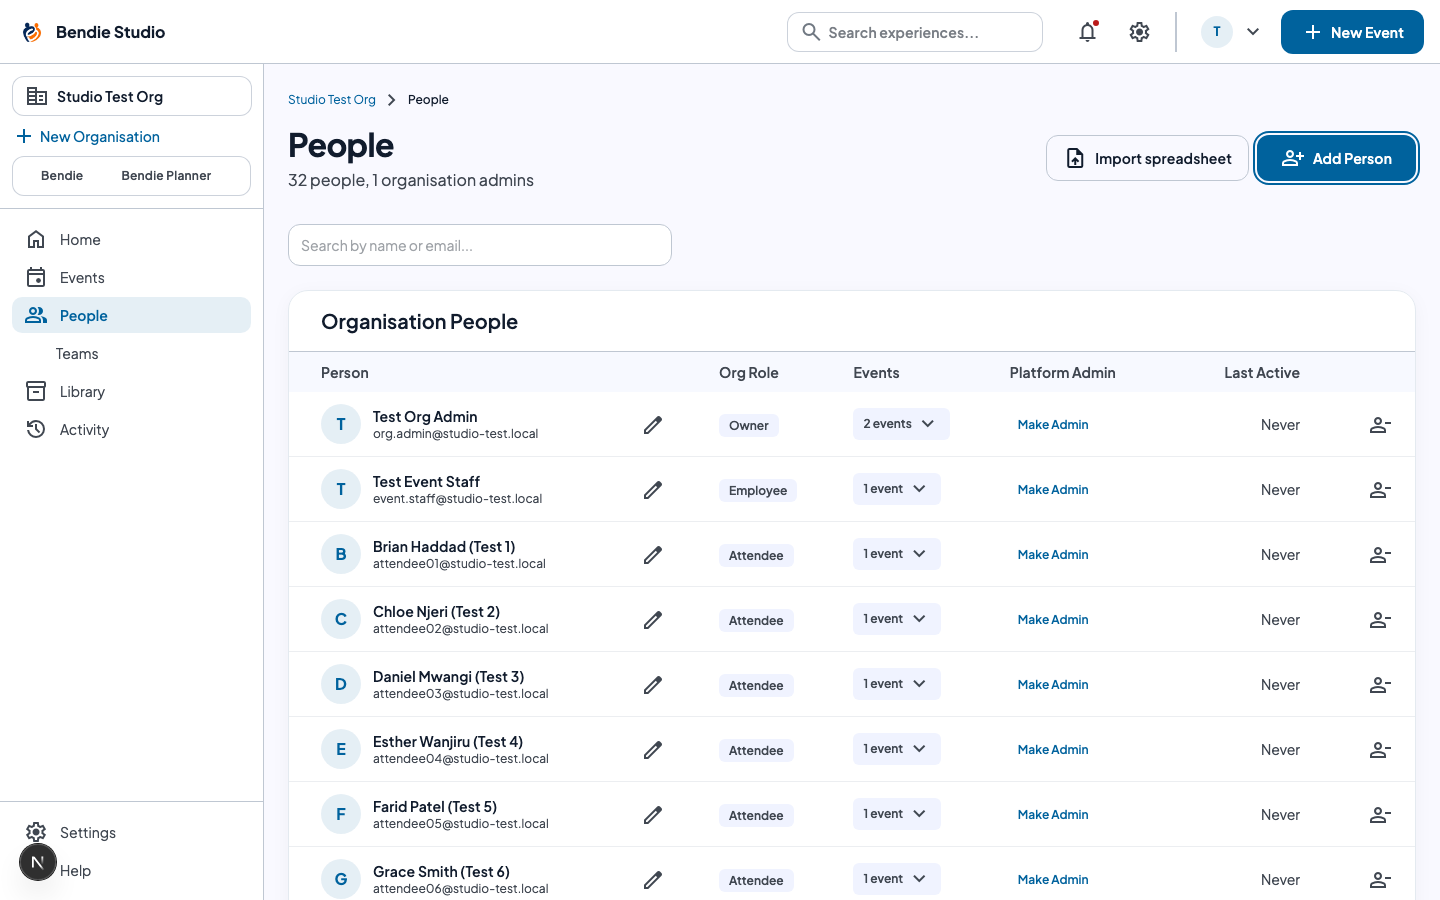 Bendie Studio
Search experiences...
T
New Event
Studio Test Org
New Organisation
Bendie
Bendie Planner
Home
Events
People
Teams
Library
Activity
Settings
N
Help
Studio Test Org
People
People
32 people, 1 organisation admins
Import spreadsheet
Add Person
Search by name or email...
Organisation People
Person Org Role Events Platform Admin Last Active
T Test Org Admin Owner 2 events Make Admin Never
org.admin@studio-test.local
T Test Event Staff Employee 1 event Make Admin Never
event.staff@studio-test.local
B Brian Haddad (Test 1) Attendee 1 event Make Admin Never
attendee01@studio-test.local
C Chloe Njeri (Test 2) Attendee 1 event Make Admin Never
attendee02@studio-test.local
D Daniel Mwangi (Test 3) Attendee 1 event Make Admin Never
attendee03@studio-test.local
E Esther Wanjiru (Test 4) Attendee 1 event Make Admin Never
attendee04@studio-test.local
F Farid Patel (Test 5) Attendee 1 event Make Admin Never
attendee05@studio-test.local
G Grace Smith (Test 6) Attendee 1 event Make Admin Never
attendee06@studio-test.local